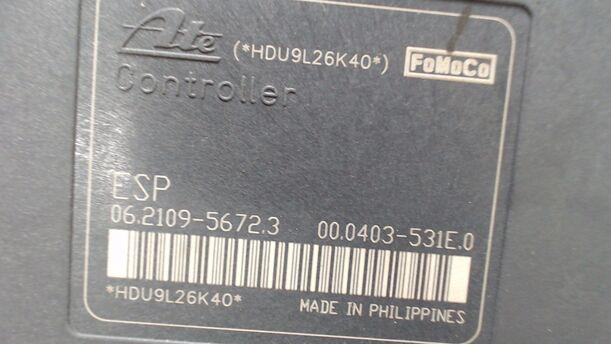 Ate (*HDU9L26K40*) FoMoCo
Controller
ESP
06.2109-5672.3 00.0403-531E.0
*HDU9L26K40* MADE IN PHILIPPINES